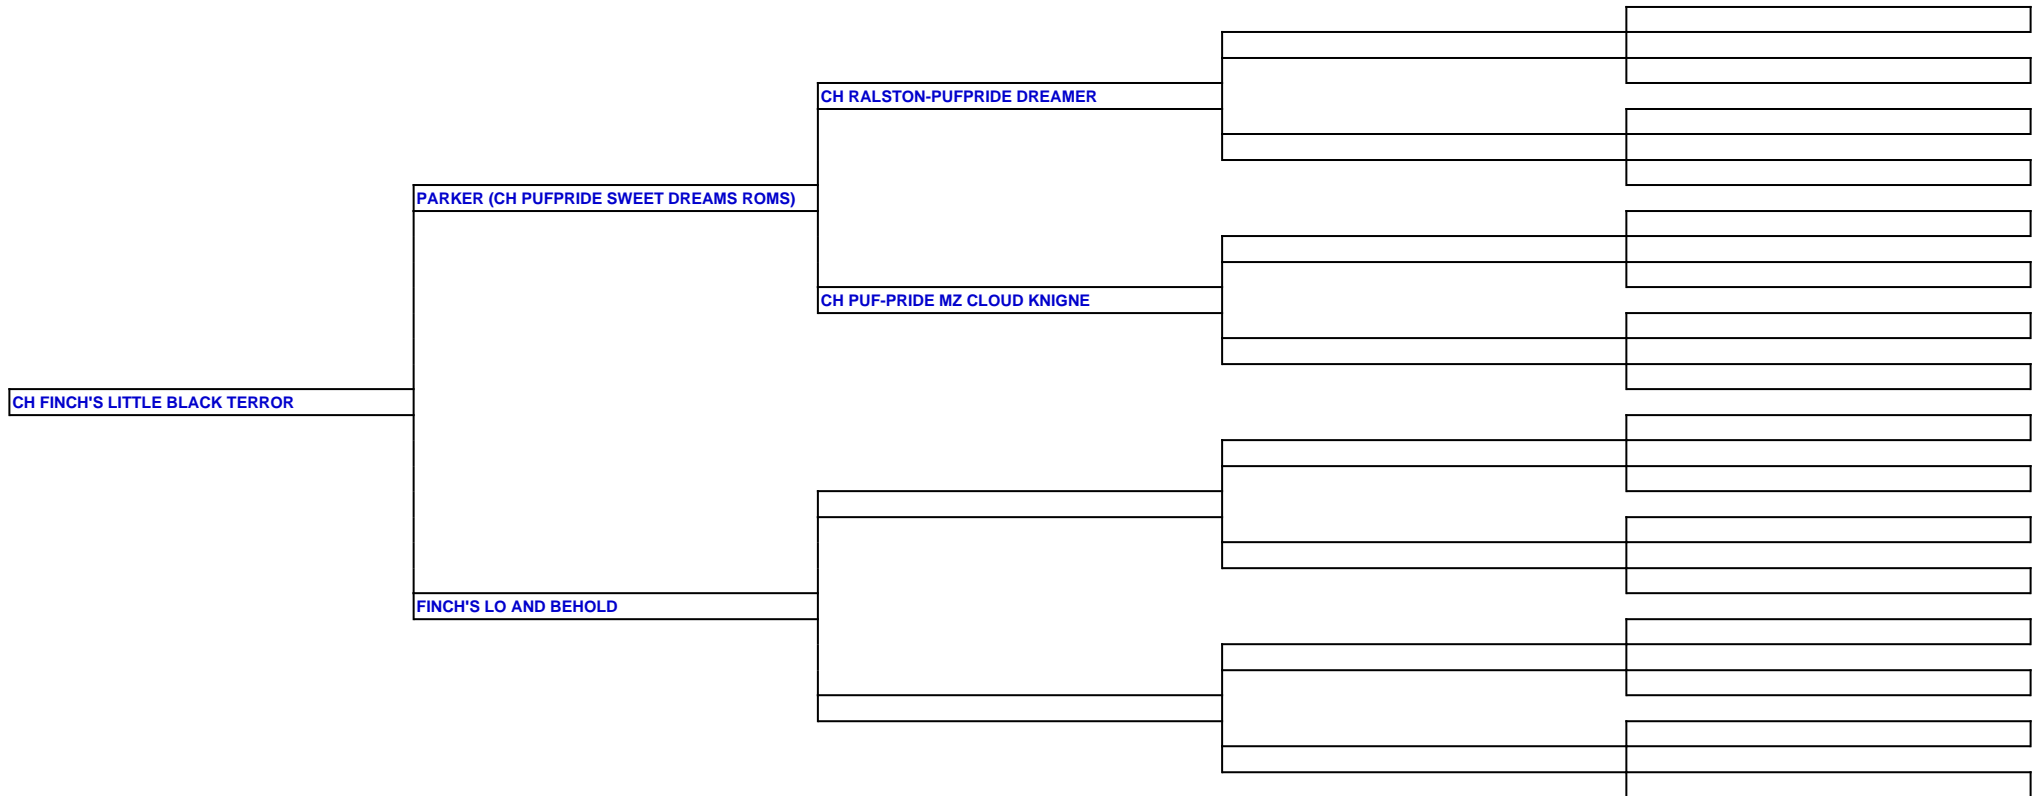 CH RALSTON-PUFPRIDE DREAMER
PARKER (CH PUFPRIDE SWEET DREAMS ROMS)
CH PUF-PRIDE MZ CLOUD KNIGNE
CH FINCH'S LITTLE BLACK TERROR
FINCH'S LO AND BEHOLD